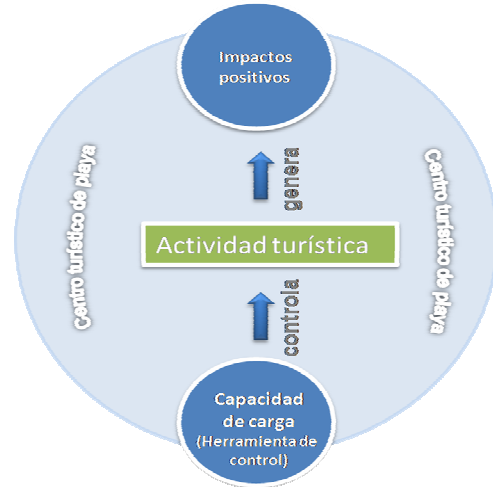 Impactos
positivos
genera
Centro turístico de playa
Centro turístico de playa
Actividad turística
controla
Capacidad
de carga
(Herramienta de
control)